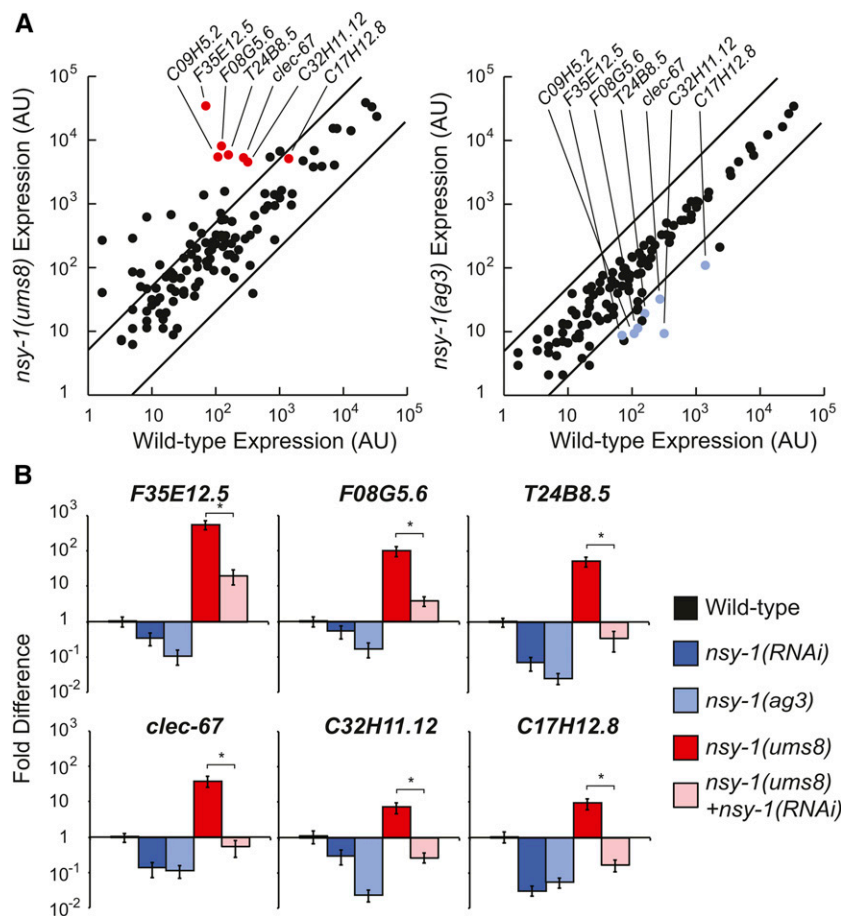 A
C09H5.2
F35E12.5
F08G5.6
T24B8.5
clec-67
C32H11.12
C17H12.8
10^5
10^4
10^3
10^2
10
1
nsy-1(ums8) Expression (AU)
1
10
10^2
10^3
10^4
10^5
Wild-type Expression (AU)
C09H5.2
F35E12.5
F08G5.6
T24B8.5
clec-67
C32H11.12
C17H12.8
10^5
10^4
10^3
10^2
10
1
nsy-1(ag3) Expression (AU)
1
10
10^2
10^3
10^4
10^5
Wild-type Expression (AU)
B
Fold Difference
F35E12.5
10^3
10^2
10
1
10^-1
10^-2
*
F08G5.6
*
T24B8.5
*
clec-67
10^3
10^2
10
1
10^-1
10^-2
*
C32H11.12
*
C17H12.8
*
Wild-type
nsy-1(RNAi)
nsy-1(ag3)
nsy-1(ums8)
nsy-1(ums8)
+nsy-1(RNAi)